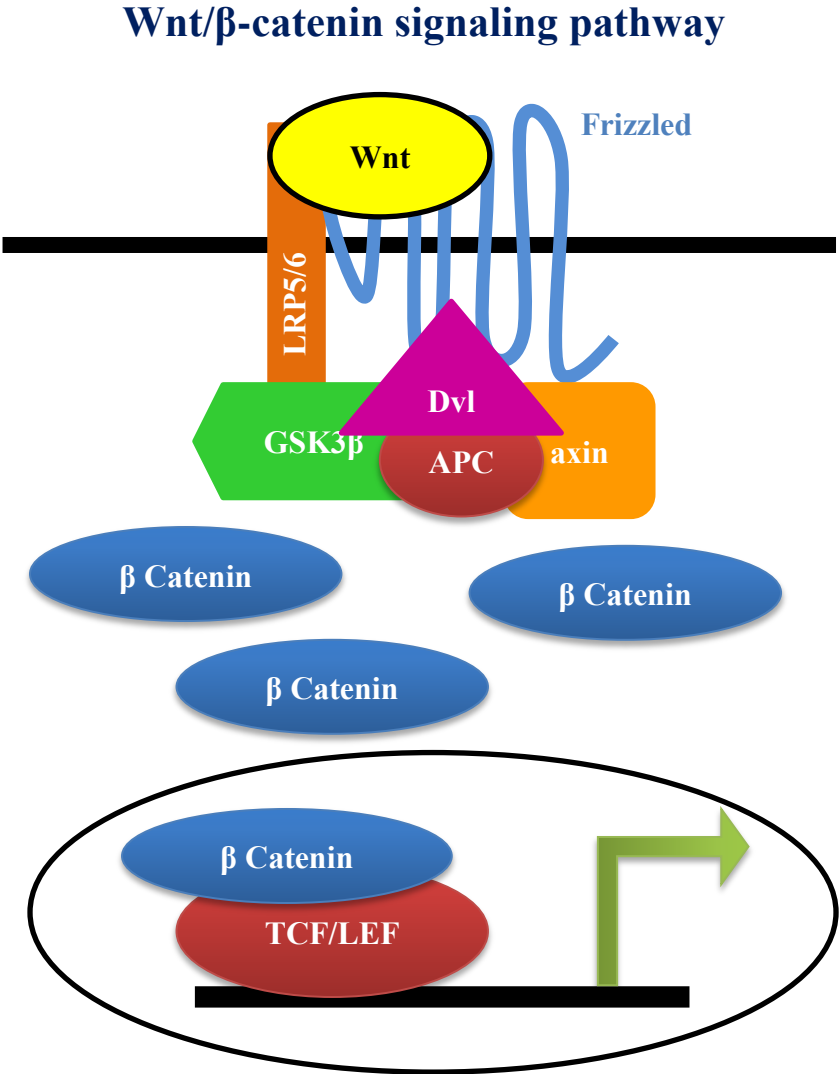 Wnt/β-catenin signaling pathway
Frizzled
Wnt
LRP5/6
Dvl
GSK3β
APC
axin
β Catenin
β Catenin
β Catenin
β Catenin
TCF/LEF